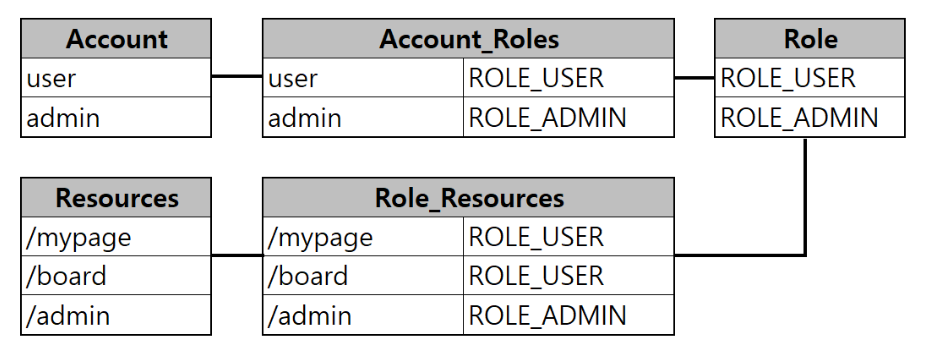 Account
user
admin
Account_Roles
user ROLE_USER
admin ROLE_ADMIN
Role
ROLE_USER
ROLE_ADMIN
Resources
/mypage
/board
/admin
Role_Resources
/mypage ROLE_USER
/board ROLE_USER
/admin ROLE_ADMIN